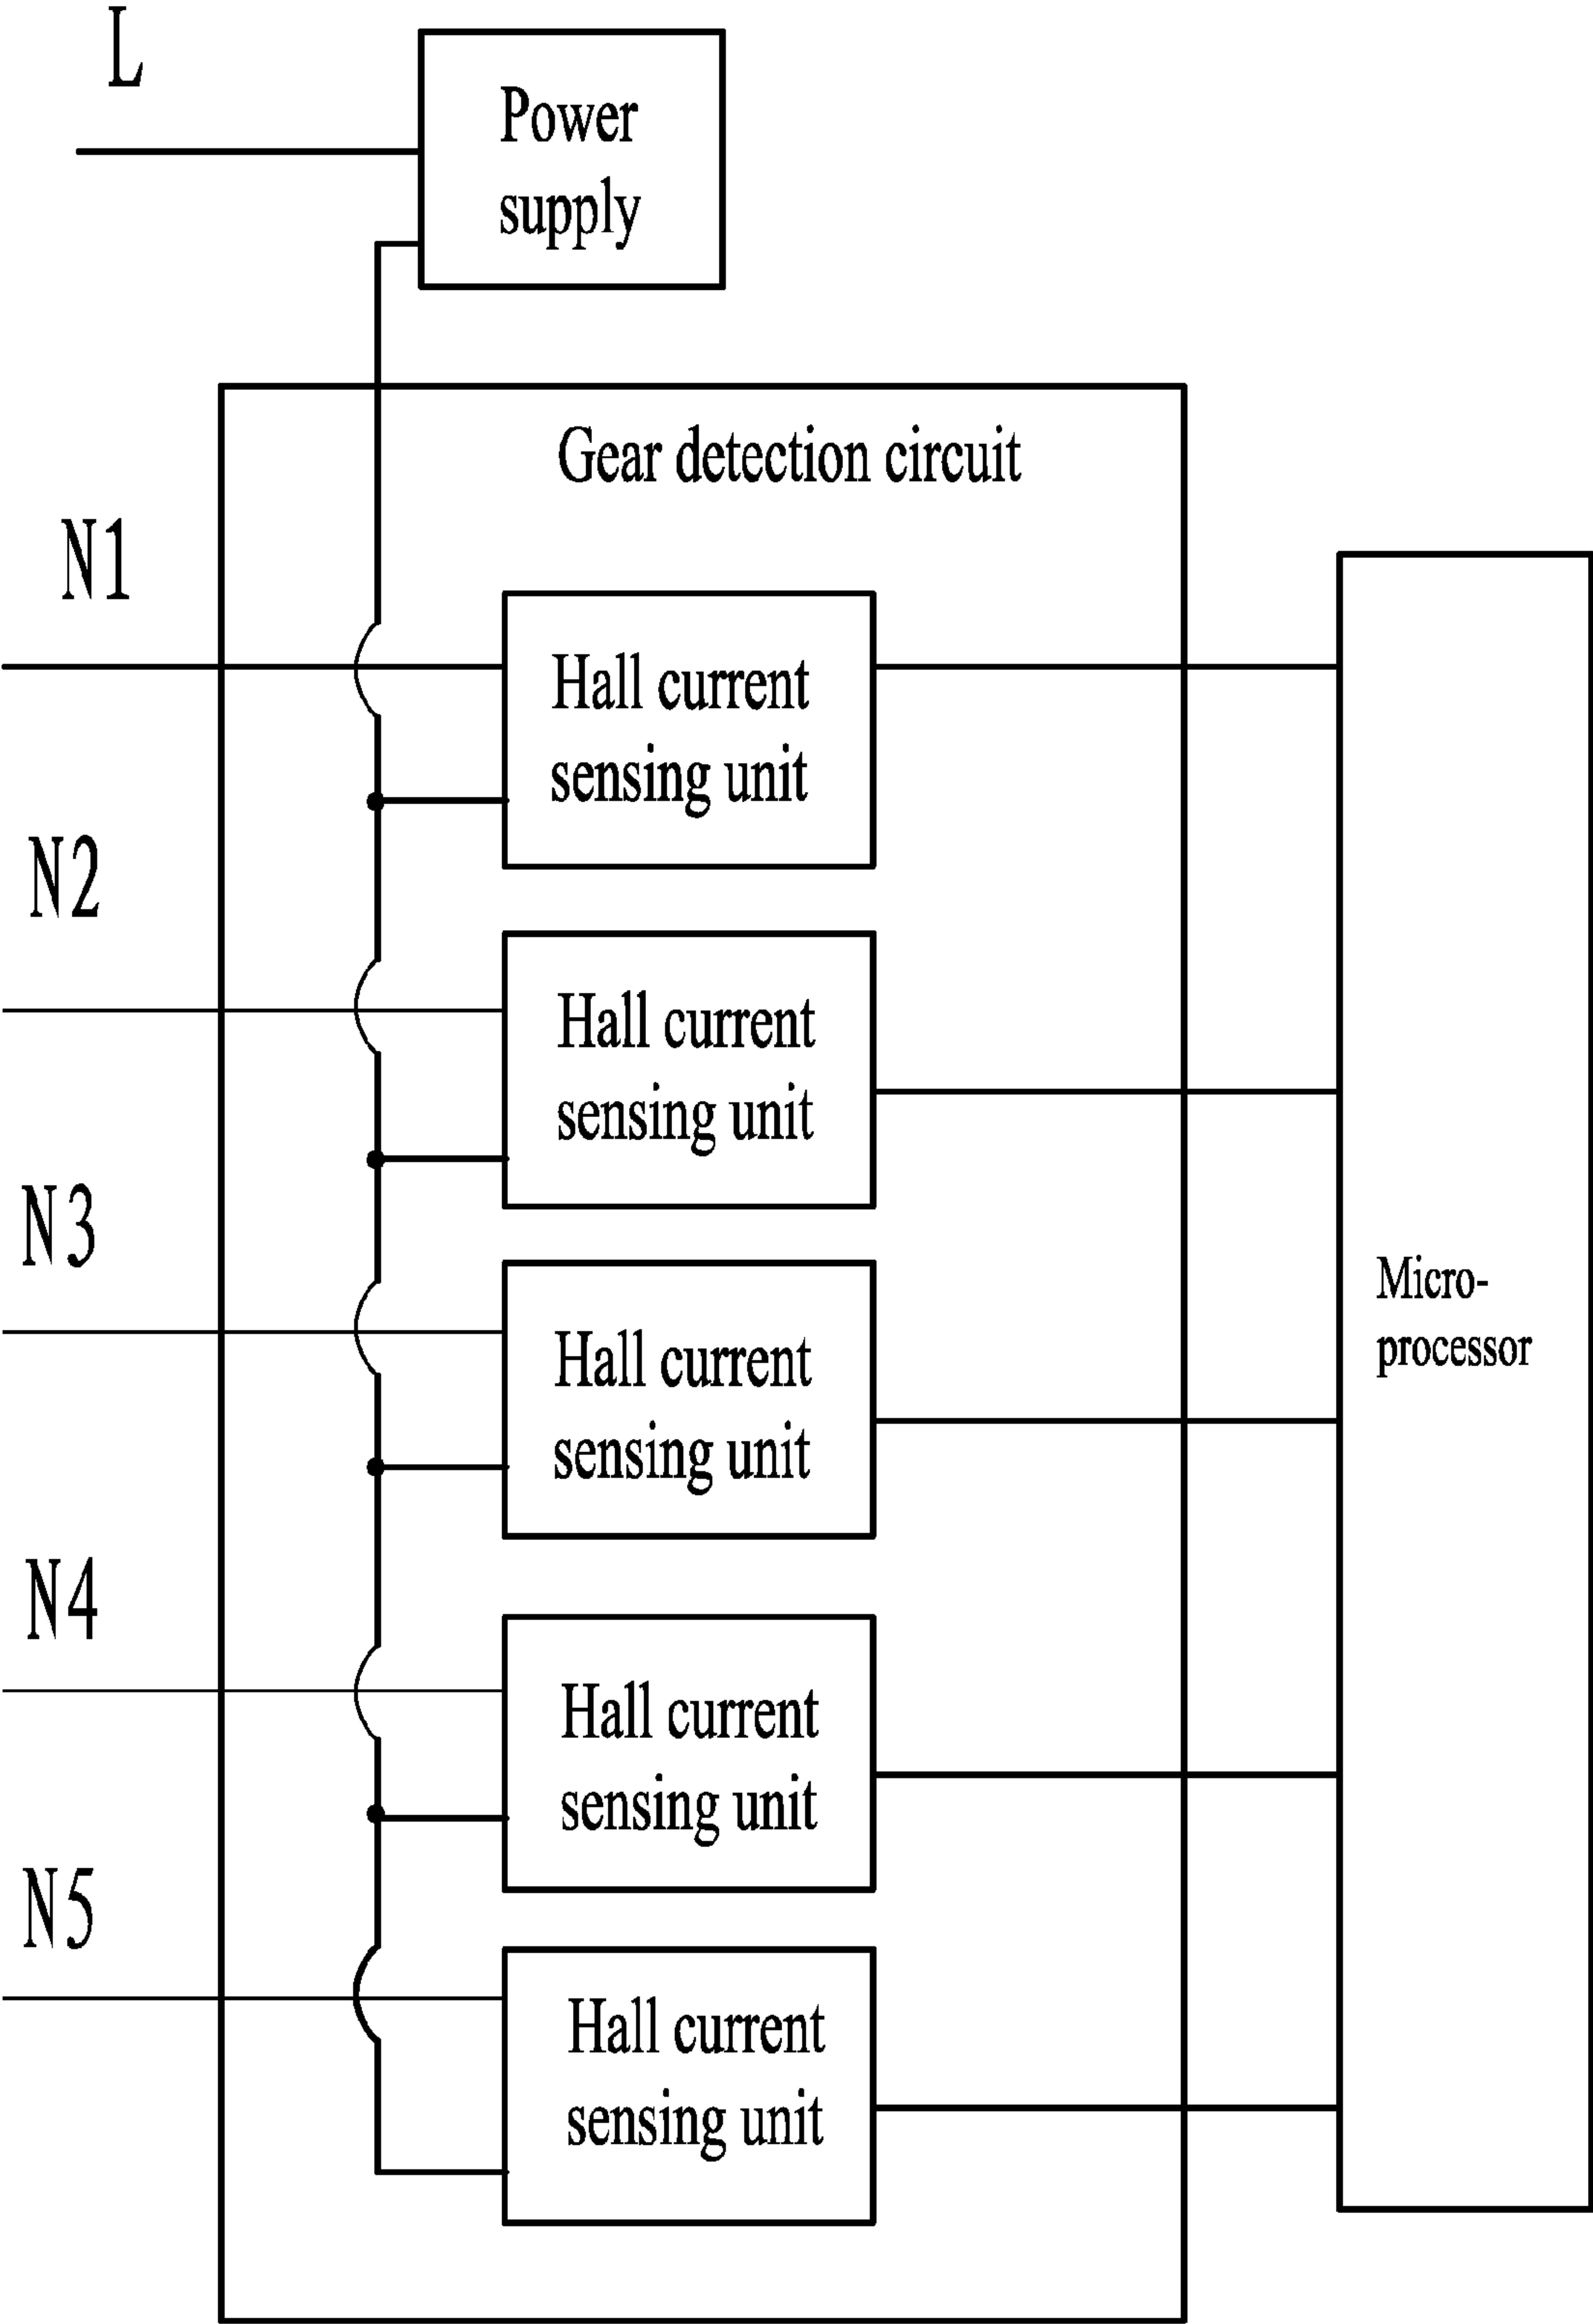 L
Power
supply
Gear detection circuit
N1
Hall current
sensing unit
N2
Hall current
sensing unit
N3
Hall current
sensing unit
Micro-
processor
N4
Hall current
sensing unit
N5
Hall current
sensing unit